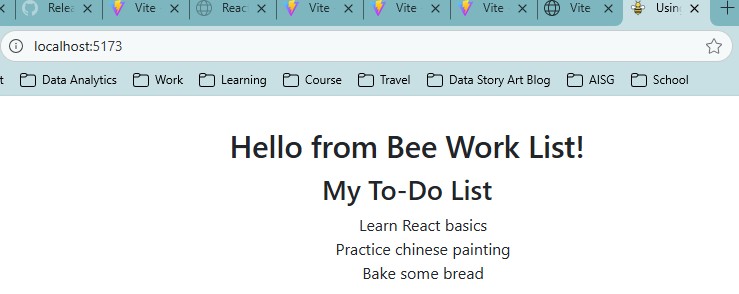 Relea Vite Reac Vite Vite Vite Vite Usin
localhost:5173
t Data Analytics Work Learning Course Travel Data Story Art Blog AISG School
Hello from Bee Work List!
My To-Do List
Learn React basics
Practice chinese painting
Bake some bread